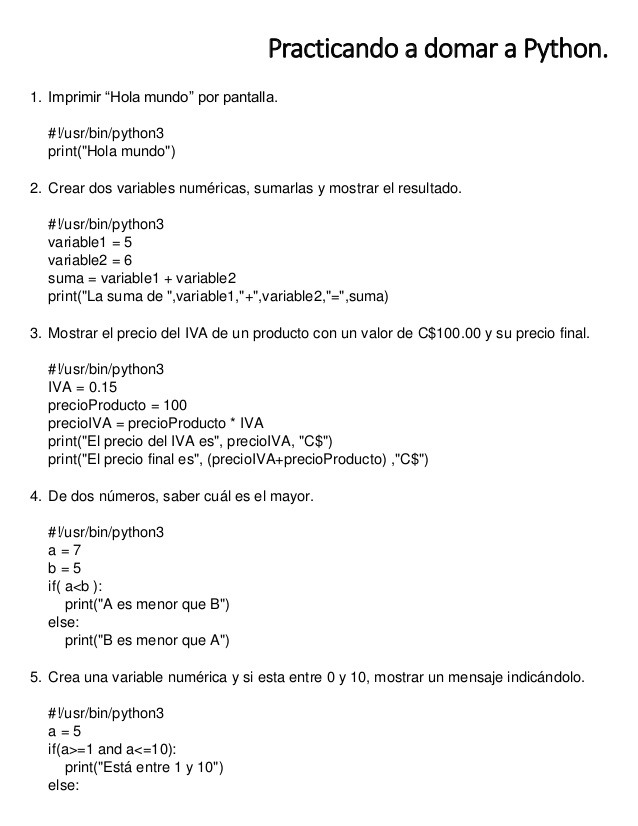 Practicando a domar a Python.
1. Imprimir “Hola mundo” por pantalla.
#!/usr/bin/python3
print("Hola mundo")
2. Crear dos variables numéricas, sumarlas y mostrar el resultado.
#!/usr/bin/python3
variable1 = 5
variable2 = 6
suma = variable1 + variable2
print("La suma de ",variable1,"+",variable2,"=",suma)
3. Mostrar el precio del IVA de un producto con un valor de C$100.00 y su precio final.
#!/usr/bin/python3
IVA = 0.15
precioProducto = 100
precioIVA = precioProducto * IVA
print("El precio del IVA es", precioIVA, "C$")
print("El precio final es", (precioIVA+precioProducto) ,"C$")
4. De dos números, saber cuál es el mayor.
#!/usr/bin/python3
a = 7
b = 5
if( a<b ):
    print("A es menor que B")
else:
    print("B es menor que A")
5. Crea una variable numérica y si esta entre 0 y 10, mostrar un mensaje indicándolo.
#!/usr/bin/python3
a = 5
if(a>=1 and a<=10):
    print("Está entre 1 y 10")
else: